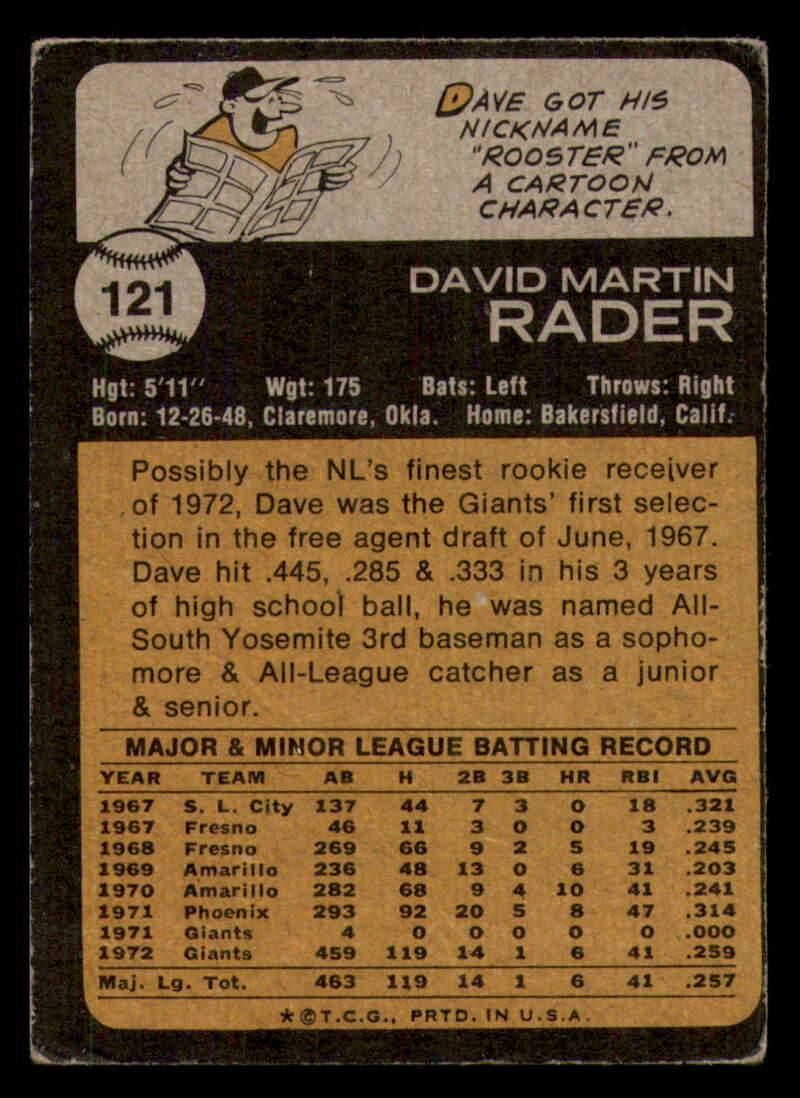 DAVE GOT HIS
NICKNAME
"ROOSTER" FROM
A CARTOON
CHARACTER.
121
DAVID MARTIN
RADER
Hgt: 5'11" Wgt: 175 Bats: Left Throws: Right
Born: 12-26-48, Claremore, Okla. Home: Bakersfield, Calif.
Possibly the NL's finest rookie receiver
of 1972, Dave was the Giants' first selec-
tion in the free agent draft of June, 1967.
Dave hit .445, .285 & .333 in his 3 years
of high school ball, he was named All-
South Yosemite 3rd baseman as a sopho-
more & All-League catcher as a junior
& senior.
MAJOR & MINOR LEAGUE BATTING RECORD
YEAR TEAM AB H 2B 3B HR RBI AVG
1967 S. L. City 137 44 7 3 0 18 .321
1967 Fresno 46 11 3 0 0 3 .239
1968 Fresno 269 66 9 2 5 19 .245
1969 Amarillo 236 48 13 0 6 31 .203
1970 Amarillo 282 68 9 4 10 41 .241
1971 Phoenix 293 92 20 5 8 47 .314
1971 Giants 4 0 0 0 0 0 .000
1972 Giants 459 119 14 1 6 41 .259
Maj. Lg. Tot. 463 119 14 1 6 41 .257
*©T.C.G., PRTD. IN U.S.A.